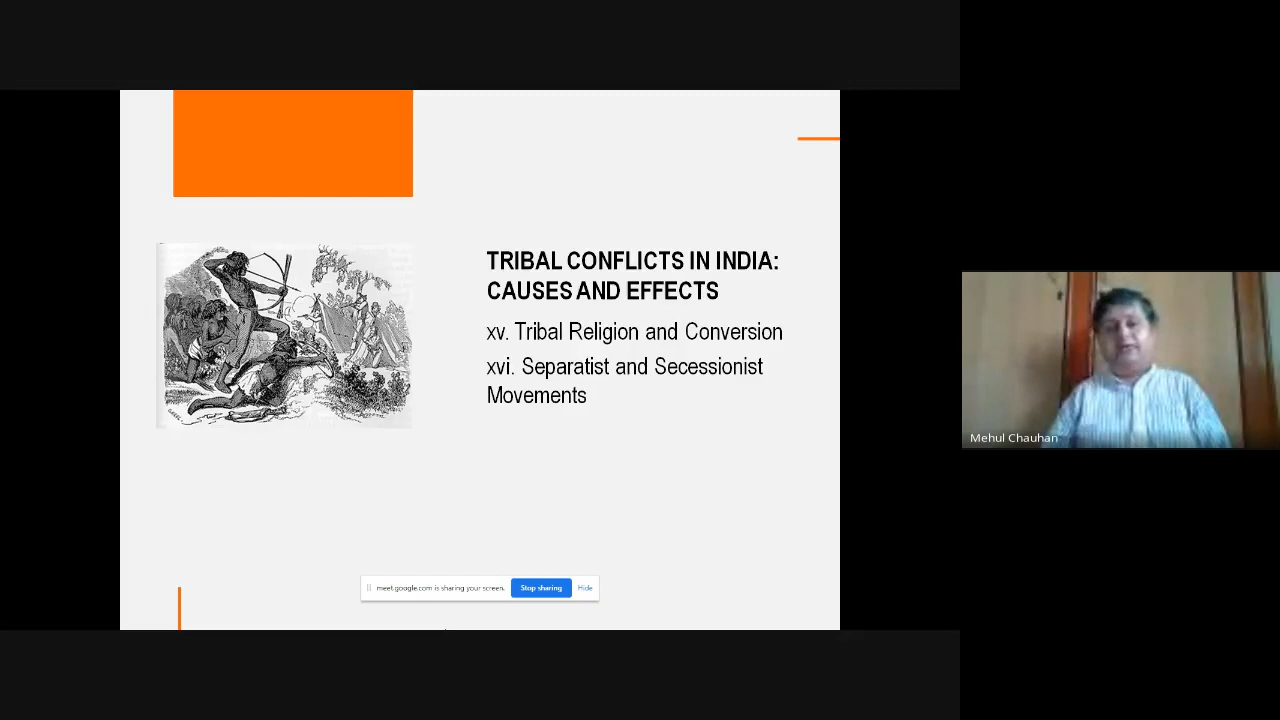 TRIBAL CONFLICTS IN INDIA:
CAUSES AND EFFECTS
xv. Tribal Religion and Conversion
xvi. Separatist and Secessionist
Movements
meet.google.com is sharing your screen. Stop sharing Hide
Mehul Chauhan